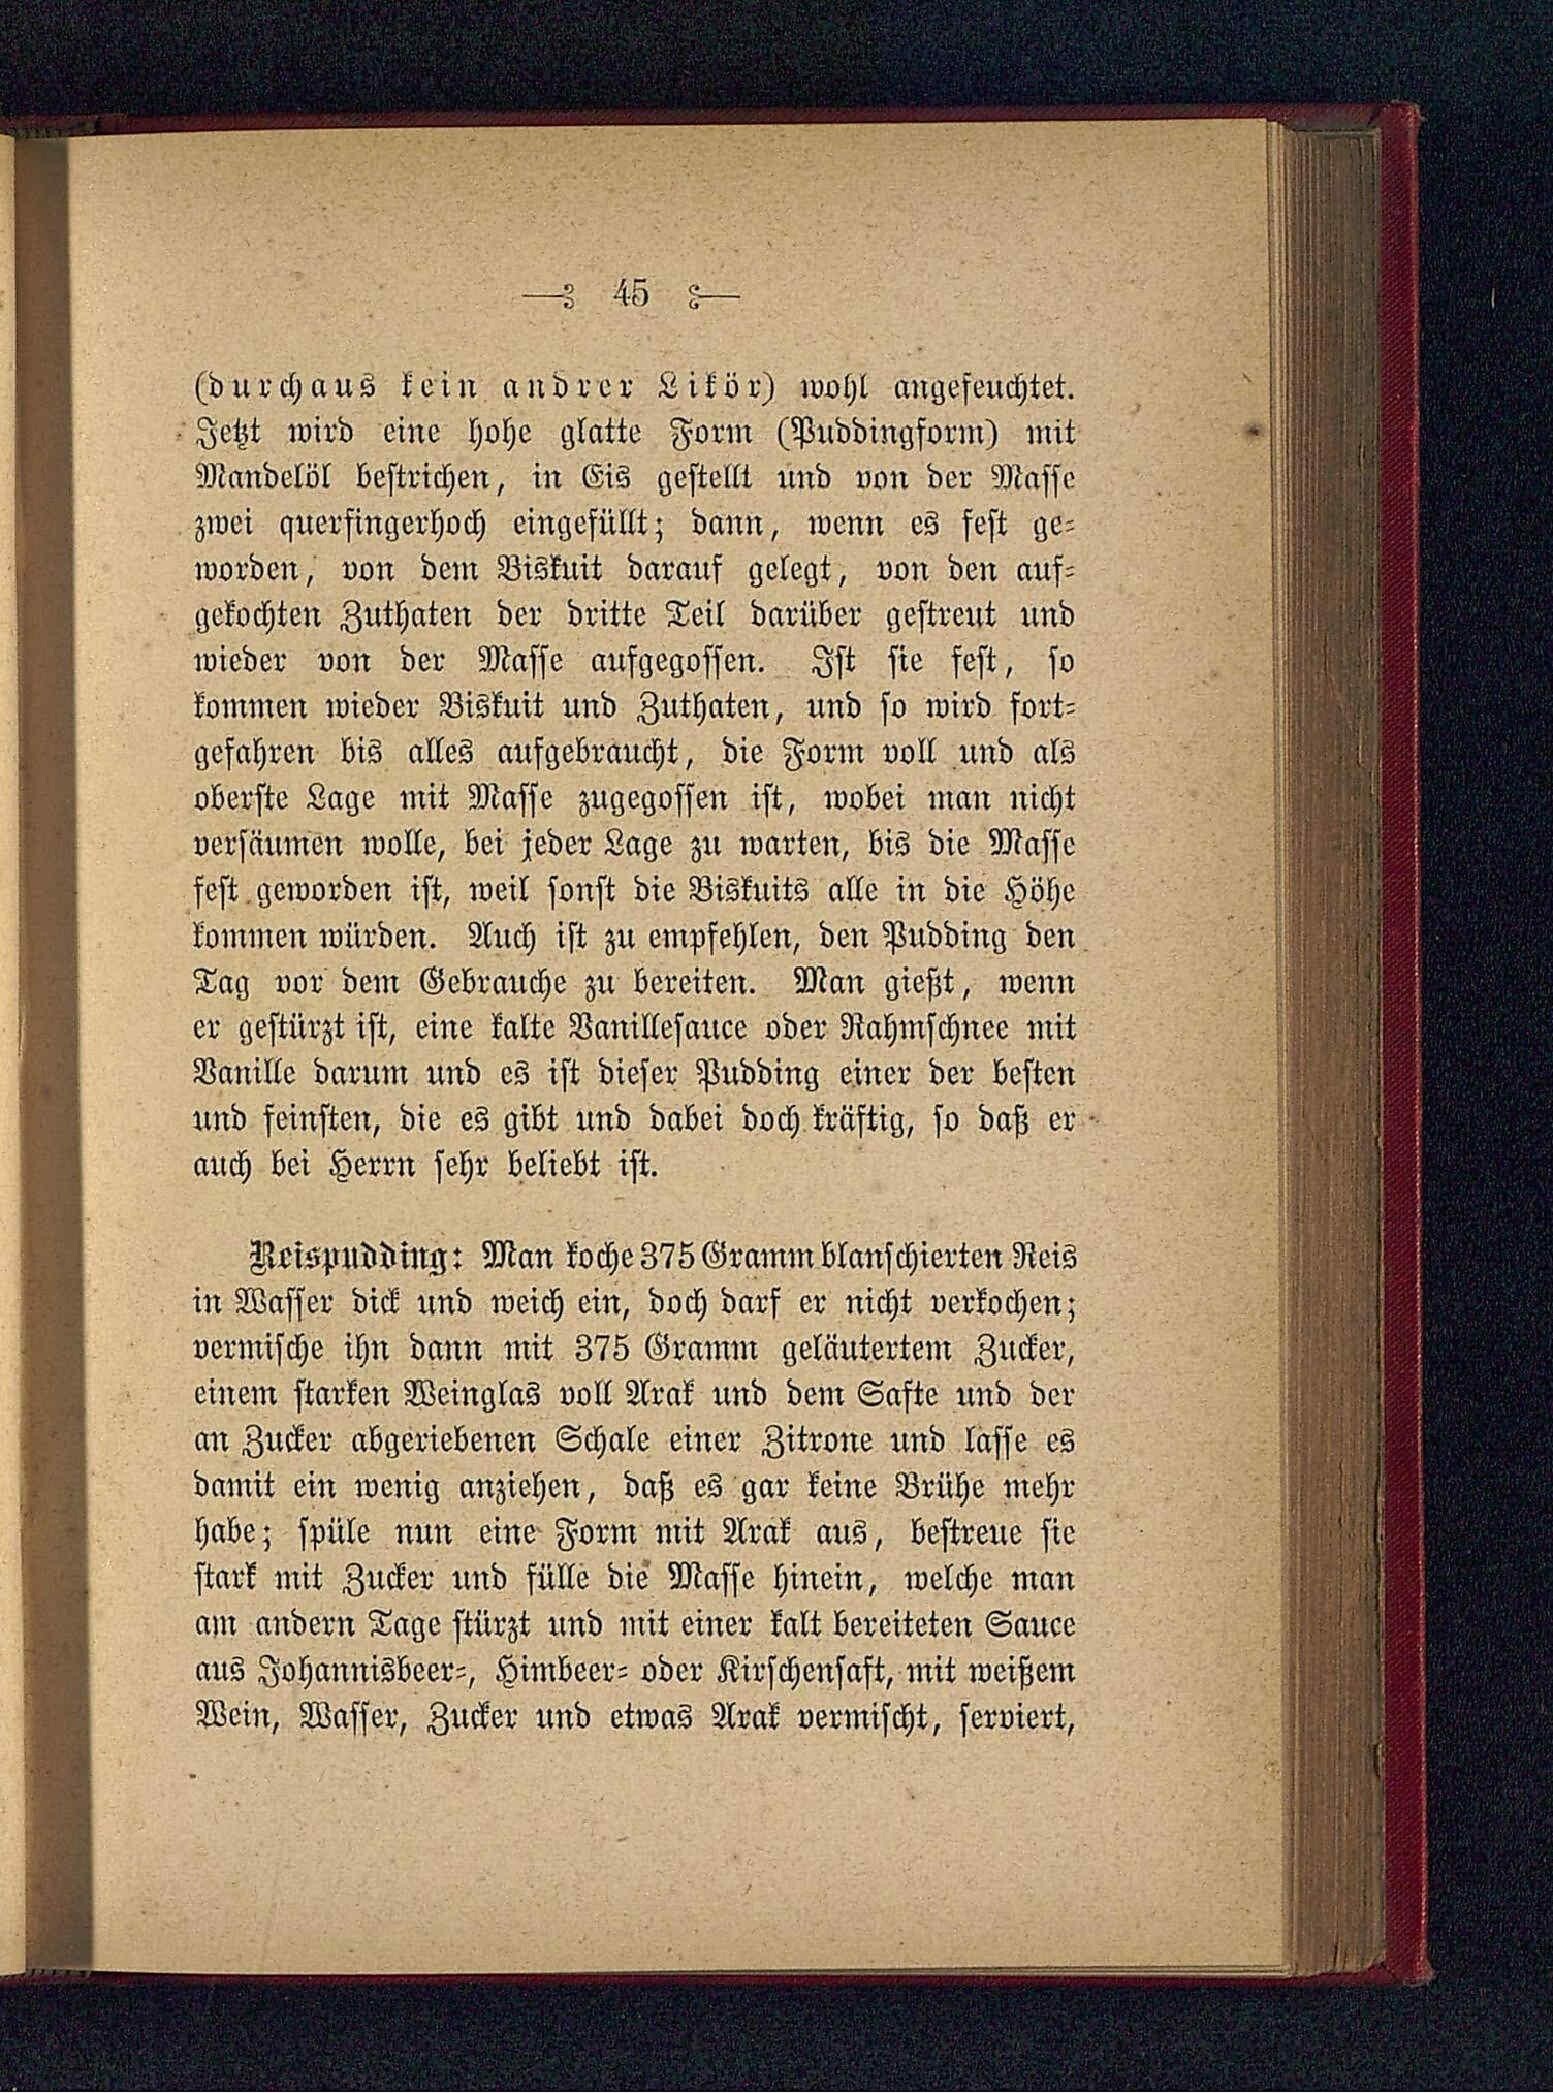 45
(durchaus kein andrer Likör) wohl angefeuchtet.
Jetzt wird eine hohe glatte Form (Puddingform) mit
Mandelöl bestrichen, in Eis gestellt und von der Masse
zwei querfingerhoch eingefüllt; dann, wenn es fest ge-
worden, von dem Biskuit darauf gelegt, von den auf-
gekochten Zuthaten der dritte Teil darüber gestreut und
wieder von der Masse aufgegossen. Ist sie fest, so
kommen wieder Biskuit und Zuthaten, und so wird fort-
gefahren bis alles aufgebraucht, die Form voll und als
oberste Lage mit Masse zugegossen ist, wobei man nicht
versäumen wolle, bei jeder Lage zu warten, bis die Masse
fest geworden ist, weil sonst die Biskuits alle in die Höhe
kommen würden. Auch ist zu empfehlen, den Pudding den
Tag vor dem Gebrauche zu bereiten. Man gießt, wenn
er gestürzt ist, eine kalte Vanillesauce oder Rahmschnee mit
Vanille darum und es ist dieser Pudding einer der besten
und feinsten, die es gibt und dabei doch kräftig, so daß er
auch bei Herrn sehr beliebt ist.
Reispudding: Man koche 375 Gramm blanschierten Reis
in Wasser dick und weich ein, doch darf er nicht verkochen;
vermische ihn dann mit 375 Gramm geläutertem Zucker,
einem starken Weinglas voll Arak und dem Safte und der
an Zucker abgeriebenen Schale einer Zitrone und lasse es
damit ein wenig anziehen, daß es gar keine Brühe mehr
habe; spüle nun eine Form mit Arak aus, bestreue sie
stark mit Zucker und fülle die Masse hinein, welche man
am andern Tage stürzt und mit einer kalt bereiteten Sauce
aus Johannisbeer-, Himbeer- oder Kirschensaft, mit weißem
Wein, Wasser, Zucker und etwas Arak vermischt, serviert,